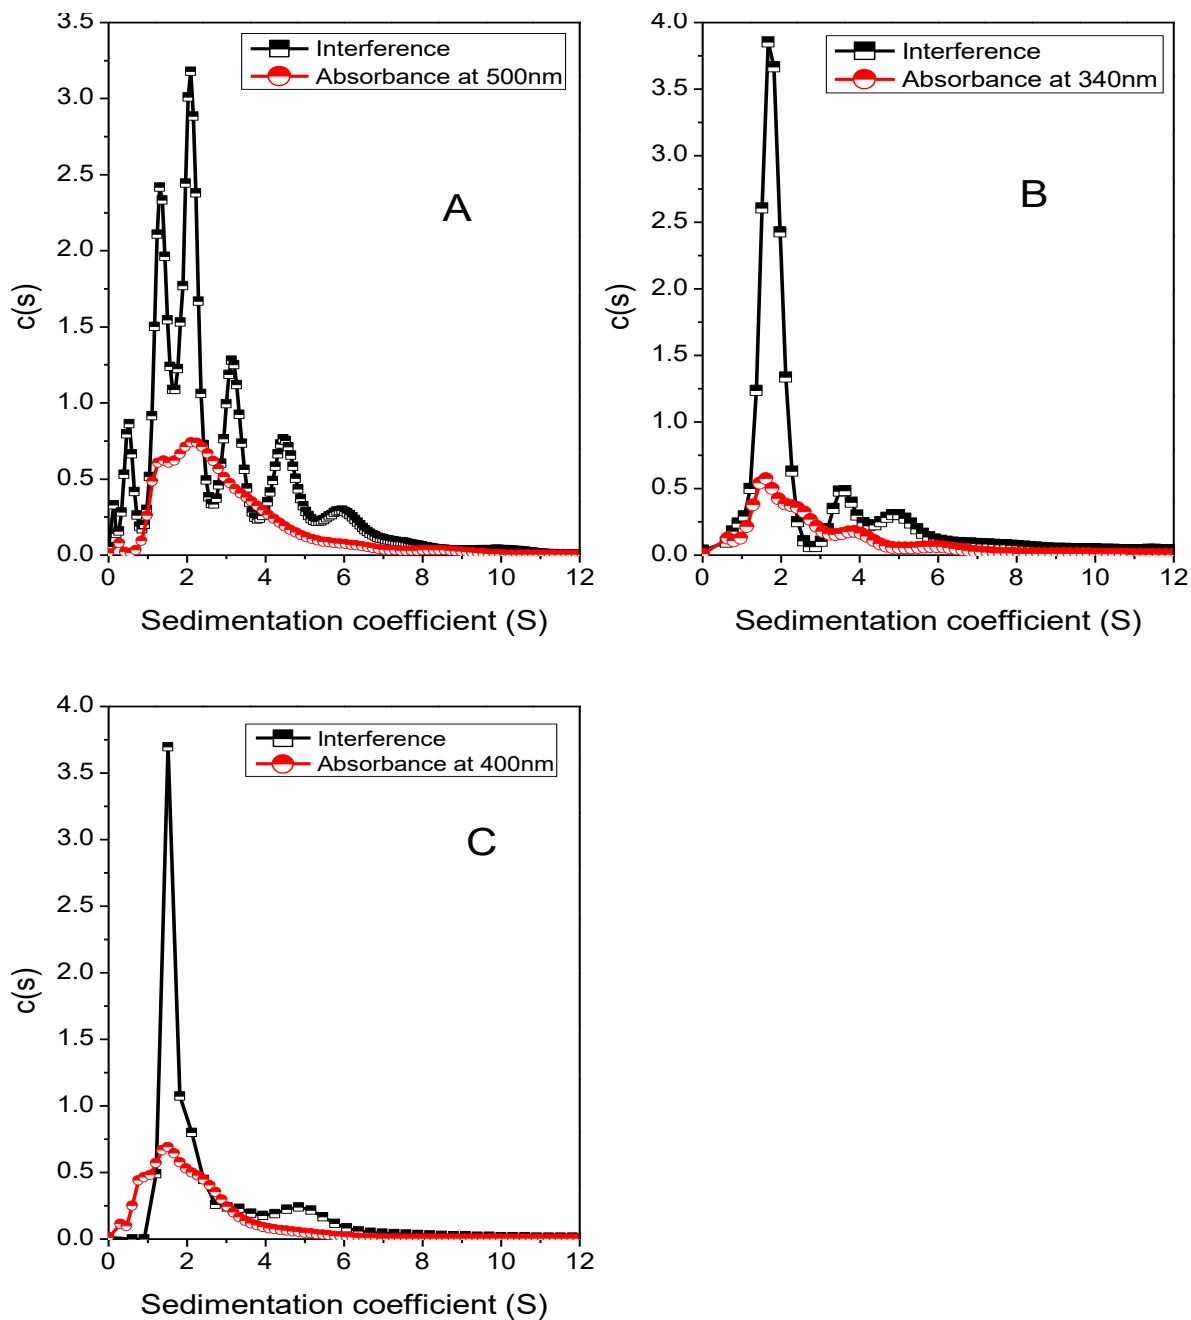 3.5
3.0
2.5
2.0
1.5
1.0
0.5
0.0
c(s)
Interference
Absorbance at 500nm
A
0 2 4 6 8 10 12
Sedimentation coefficient (S)
4.0
3.5
3.0
2.5
2.0
1.5
1.0
0.5
0.0
c(s)
Interference
Absorbance at 340nm
B
0 2 4 6 8 10 12
Sedimentation coefficient (S)
4.0
3.5
3.0
2.5
2.0
1.5
1.0
0.5
0.0
c(s)
Interference
Absorbance at 400nm
C
0 2 4 6 8 10 12
Sedimentation coefficient (S)